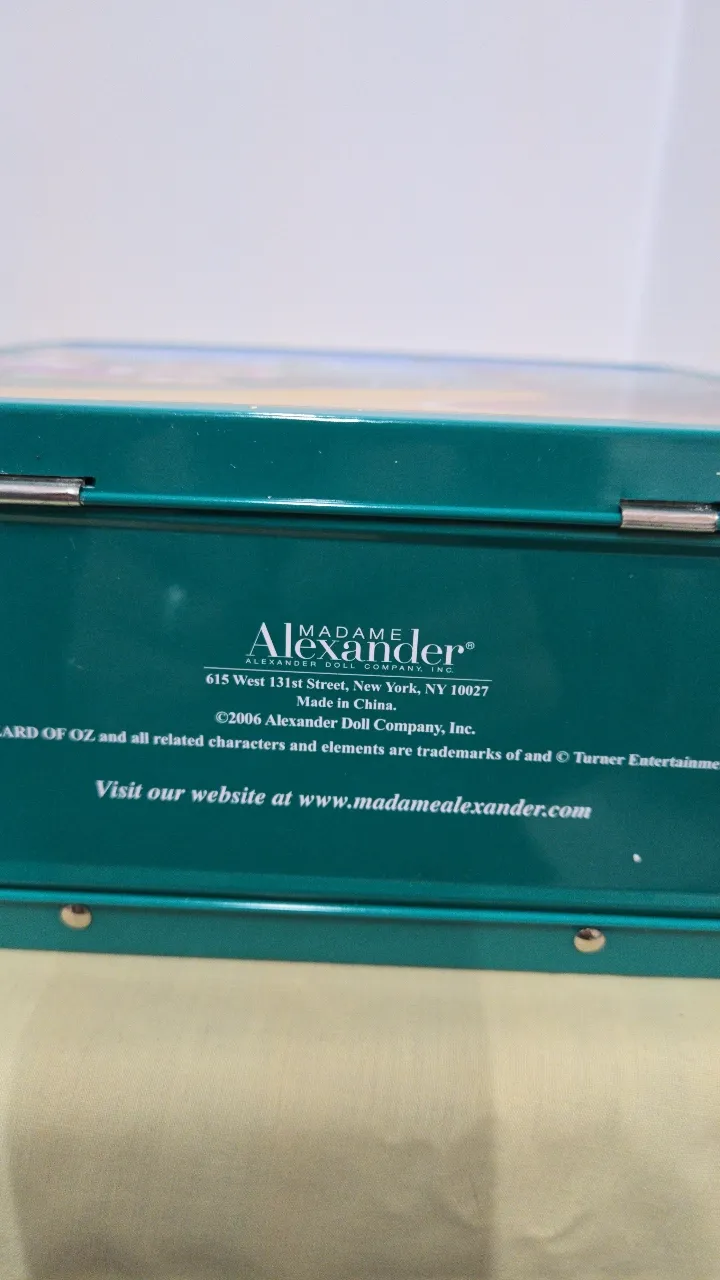 MADAME
Alexander®
ALEXANDER DOLL COMPANY, INC.
615 West 131st Street, New York, NY 10027
Made in China.
©2006 Alexander Doll Company, Inc.
ARD OF OZ and all related characters and elements are trademarks of and © Turner Entertainme
Visit our website at www.madamealexander.com